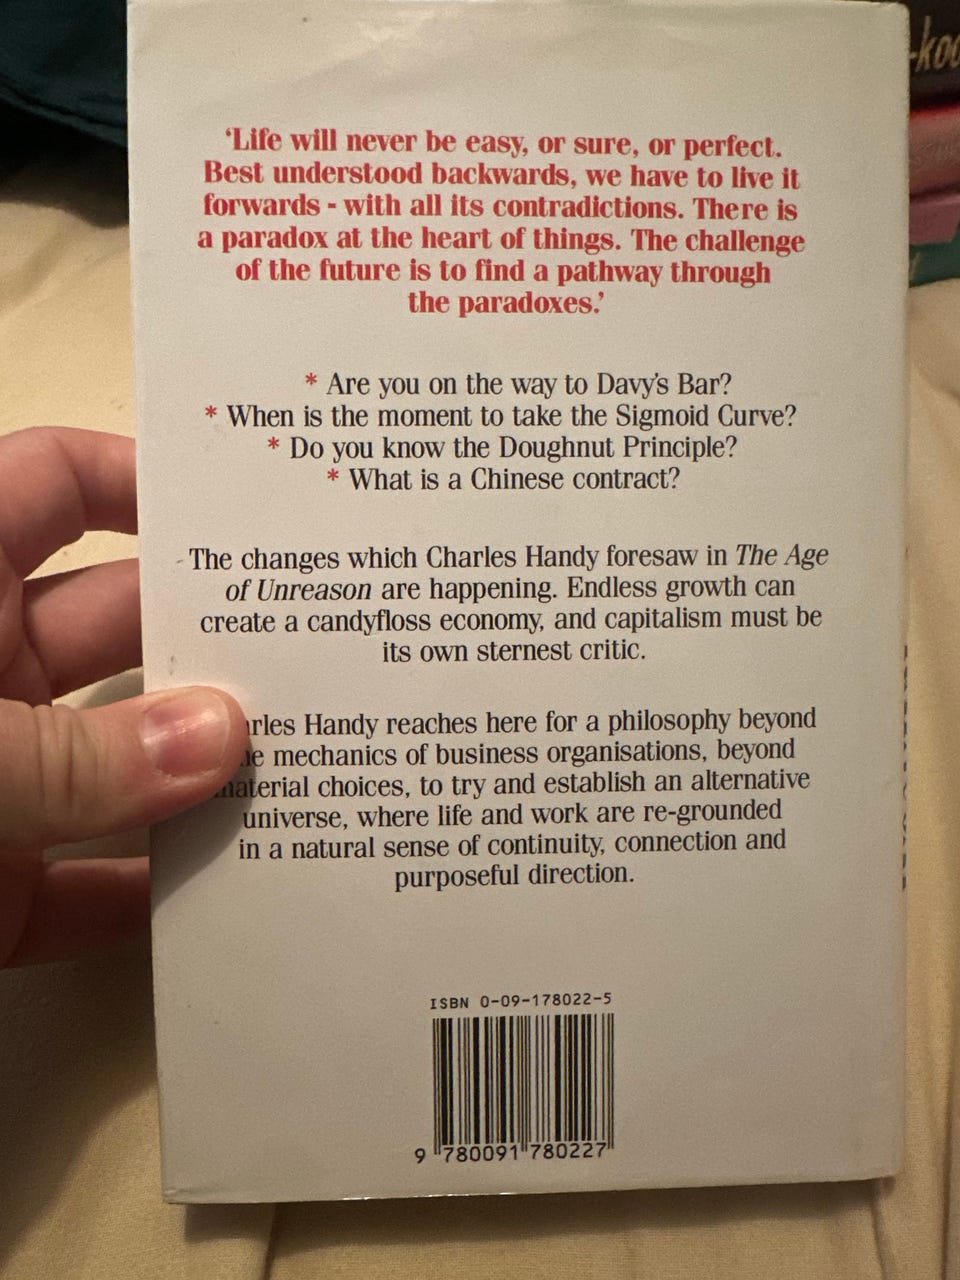 -koo
‘Life will never be easy, or sure, or perfect.
Best understood backwards, we have to live it
forwards - with all its contradictions. There is
a paradox at the heart of things. The challenge
of the future is to find a pathway through
the paradoxes.’
* Are you on the way to Davy's Bar?
* When is the moment to take the Sigmoid Curve?
* Do you know the Doughnut Principle?
* What is a Chinese contract?
The changes which Charles Handy foresaw in The Age
of Unreason are happening. Endless growth can
create a candyfloss economy, and capitalism must be
its own sternest critic.
arles Handy reaches here for a philosophy beyond
e mechanics of business organisations, beyond
aterial choices, to try and establish an alternative
universe, where life and work are re-grounded
in a natural sense of continuity, connection and
purposeful direction.
ISBN 0-09-178022-5
9 780091 780227